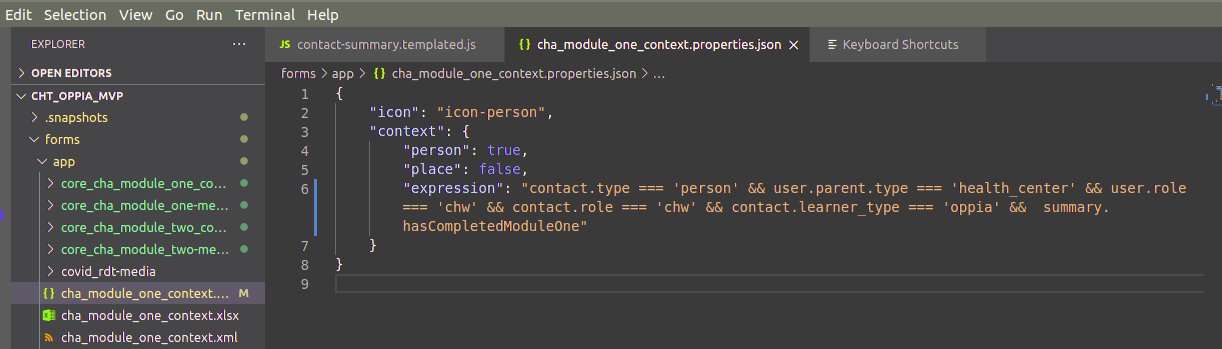 Edit Selection View Go Run Terminal Help
EXPLORER ...
JS contact-summary.templated.js
{} cha_module_one_context.properties.json ×
Keyboard Shortcuts
> OPEN EDITORS
forms > app > {} cha_module_one_context.properties.json > ...
CHT_OPPIA_MVP
> .snapshots
forms
app
> core_cha_module_one_co...
> core_cha_module_one-me...
> core_cha_module_two_co...
> core_cha_module_two-me...
> covid_rdt-media
{} cha_module_one_context.... M
cha_module_one_context.xlsx
cha_module_one_context.xml
1 {
2 "icon": "icon-person",
3 "context": {
4 "person": true,
5 "place": false,
6 "expression": "contact.type === 'person' && user.parent.type === 'health_center' && user.role
=== 'chw' && contact.role === 'chw' && contact.learner_type === 'oppia' &&  summary.
hasCompletedModuleOne"
7 }
8 }
9